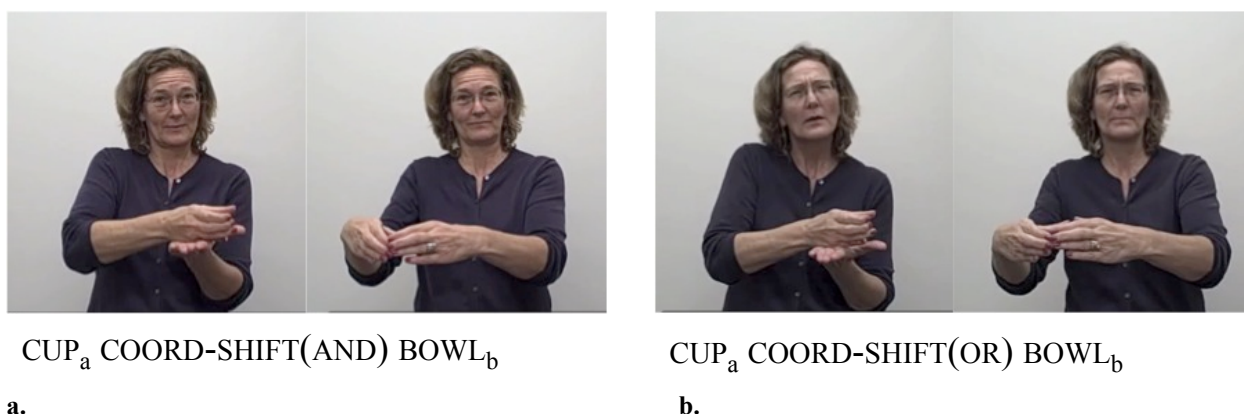 CUPa COORD-SHIFT(AND) BOWLb
CUPa COORD-SHIFT(OR) BOWLb
a.
b.